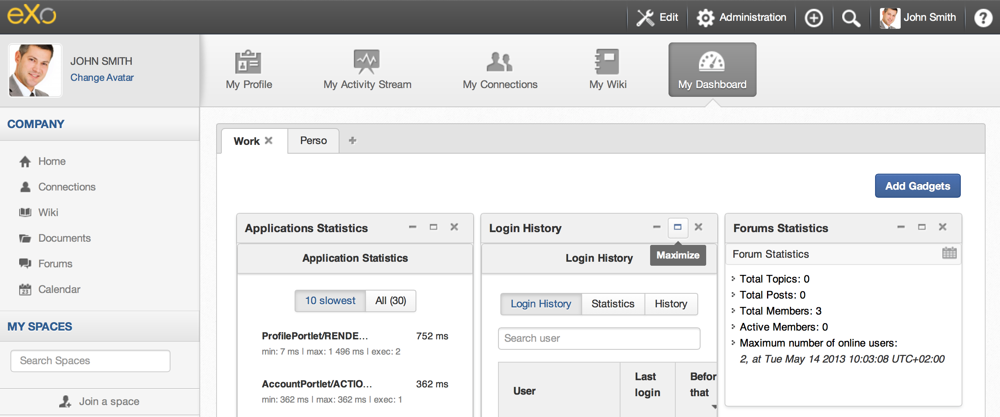 eXo
Edit
Administration
John Smith
?
JOHN SMITH
Change Avatar
My Profile
My Activity Stream
My Connections
My Wiki
My Dashboard
COMPANY
Home
Connections
Wiki
Documents
Forums
23
Calendar
MY SPACES
Search Spaces
Join a space
Work
Perso
Add Gadgets
Applications Statistics
Application Statistics
10 slowest
All (30)
ProfilePortlet/RENDE...
752 ms
min: 7 ms | max: 1 496 ms | exec: 2
AccountPortlet/ACTIO...
362 ms
min: 362 ms | max: 362 ms | exec: 1
Login History
Maximize
Login History
Login History
Statistics
History
Search user
User
Last
login
Befor
that
Forums Statistics
Forum Statistics
Total Topics: 0
Total Posts: 0
Total Members: 3
Active Members: 0
Maximum number of online users:
2, at Tue May 14 2013 10:03:08 UTC+02:00